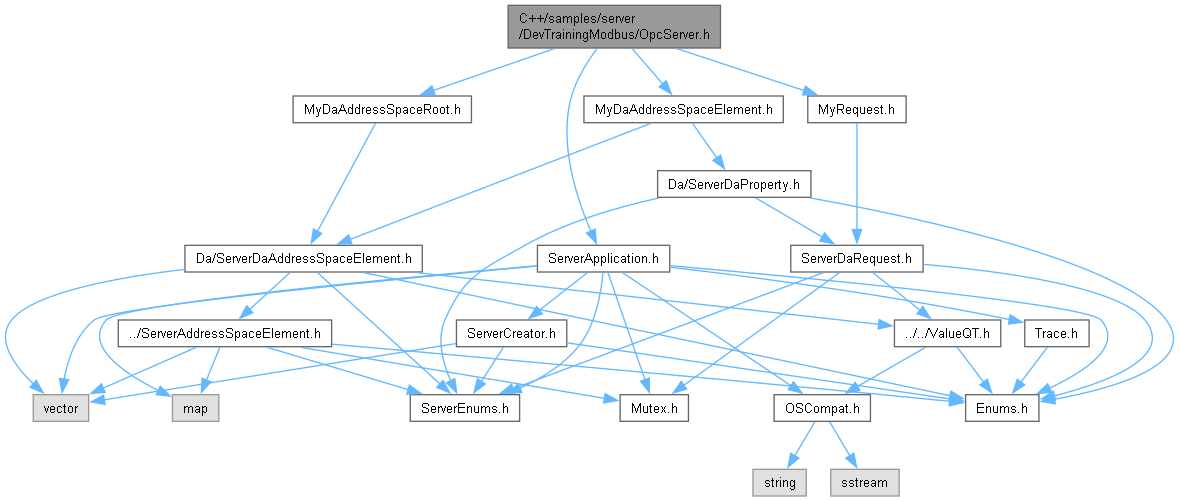 C++/samples/server
/DevTrainingModbus/OpcServer.h
MyDaAddressSpaceRoot.h
MyDaAddressSpaceElement.h
MyRequest.h
Da/ServerDaProperty.h
Da/ServerDaAddressSpaceElement.h
ServerApplication.h
ServerDaRequest.h
../ServerAddressSpaceElement.h
ServerCreator.h
../../ValueQT.h
Trace.h
vector
map
ServerEnums.h
Mutex.h
OSCompat.h
Enums.h
string
sstream